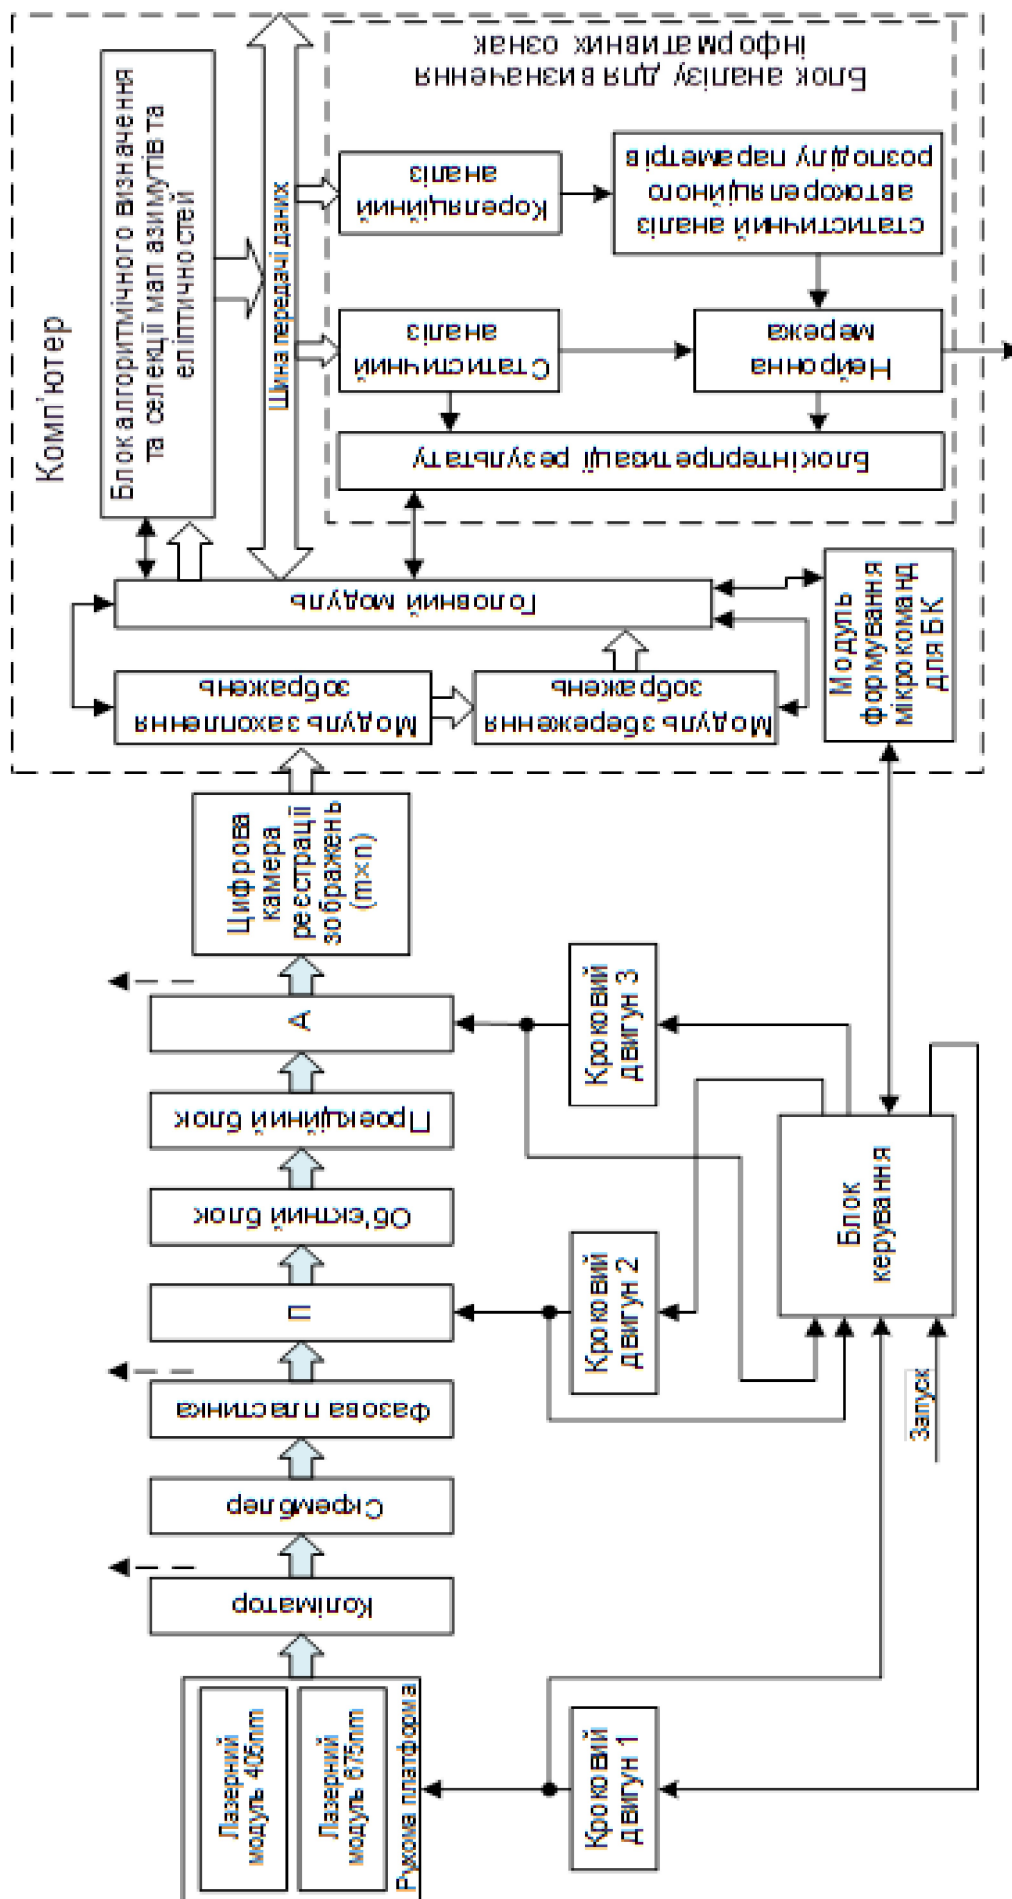 Комп'ютер
Блок алгоритмічного визначення
та селекції мап азимутів та
еліптичностей
Шина передачі даних
Блок аналізу для визначення
інформативних ознак
Кореляційний
аналіз
статистичний аналіз
автокореляційного
розподілу параметрів
Статистичний
аналіз
Нейронна
мережа
Блок інтерпретизації результату
Головний модуль
Модуль захоплення
зображень
Модуль збереження
зображень
Модуль
формування
мікрокоманд
для БК
Цифрова
камера
реєстрації
зображень
(m×n)
А
Проекційний блок
Об'єктний блок
П
Фазова пластинка
Скремблер
Коліматор
Лазерний
модуль 405nm
Лазерний
модуль 675nm
Рухома платформа
Кроковий
двигун 3
Кроковий
двигун 2
Кроковий
двигун 1
Блок
керування
Запуск